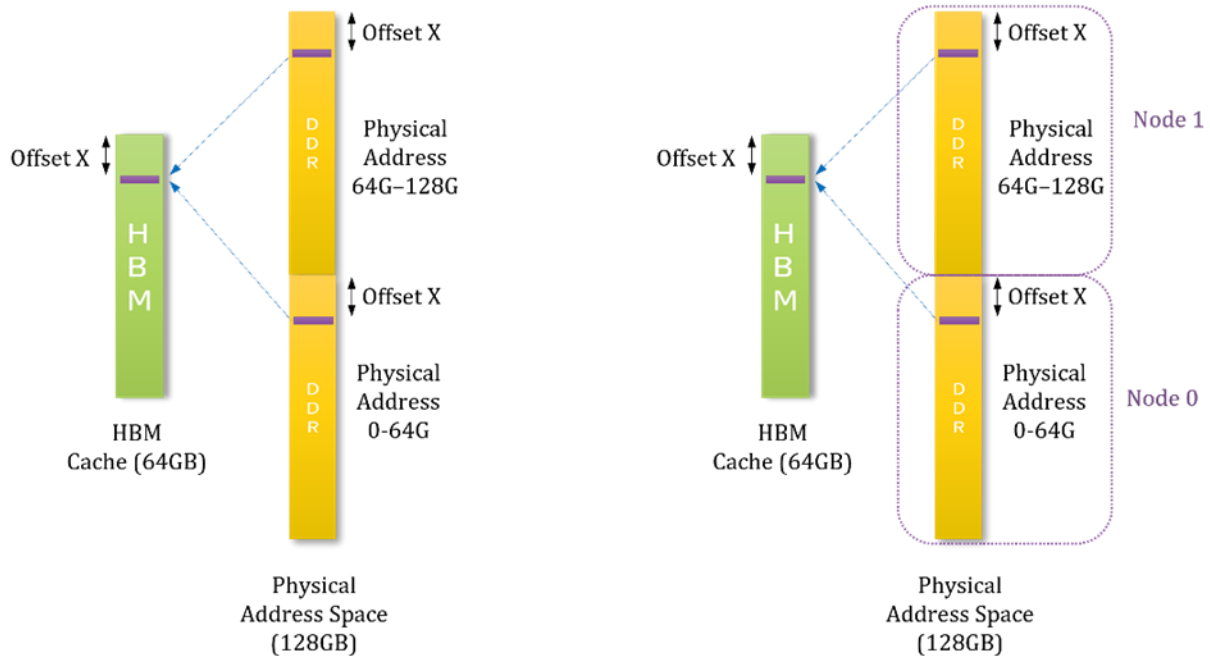 Offset X
D
D
R
Physical
Address
64G–128G
Offset X
H
B
M
HBM
Cache (64GB)
Offset X
D
D
R
Physical
Address
0-64G
Physical
Address Space
(128GB)
Offset X
D
D
R
Physical
Address
64G–128G
Node 1
Offset X
H
B
M
HBM
Cache (64GB)
Offset X
D
D
R
Physical
Address
0-64G
Node 0
Physical
Address Space
(128GB)